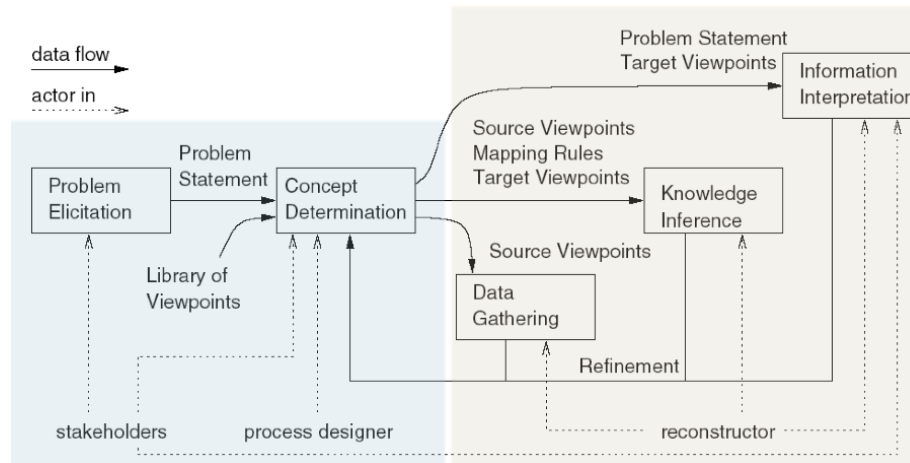 data flow
actor in
Problem
Elicitation
Problem
Statement
Concept
Determination
Library of
Viewpoints
Problem Statement
Target Viewpoints
Information
Interpretation
Source Viewpoints
Mapping Rules
Target Viewpoints
Knowledge
Inference
Source Viewpoints
Data
Gathering
Refinement
stakeholders
process designer
reconstructor